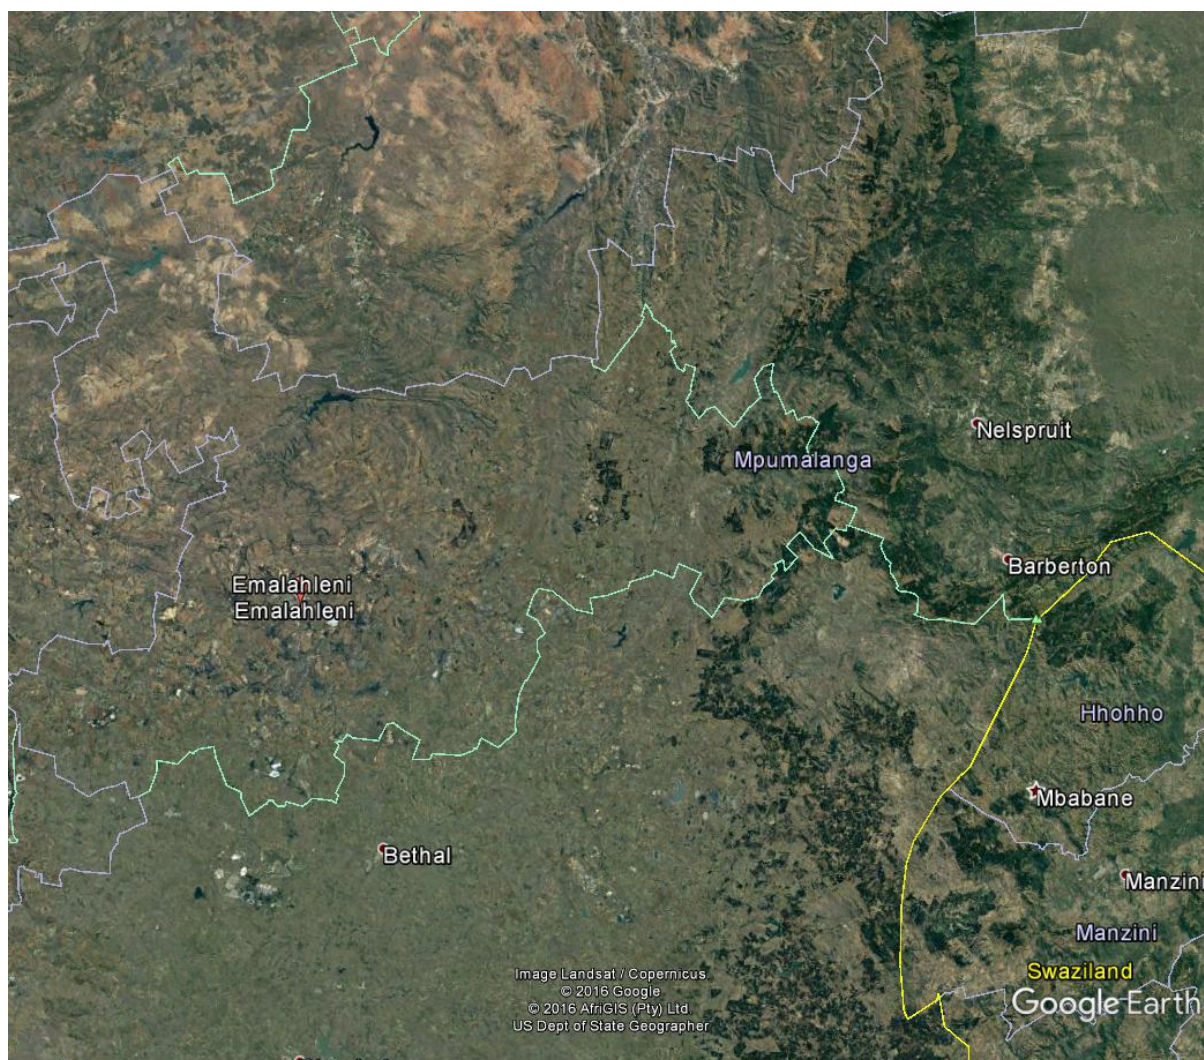 Nelspruit
Mpumalanga
Barberton
Emalahleni
Emalahleni
Hhohho
Mbabane
Bethal
Manzini
Manzini
Swaziland
Image Landsat / Copernicus
© 2016 Google
© 2016 AfriGIS (Pty) Ltd.
US Dept of State Geographer
Google Earth